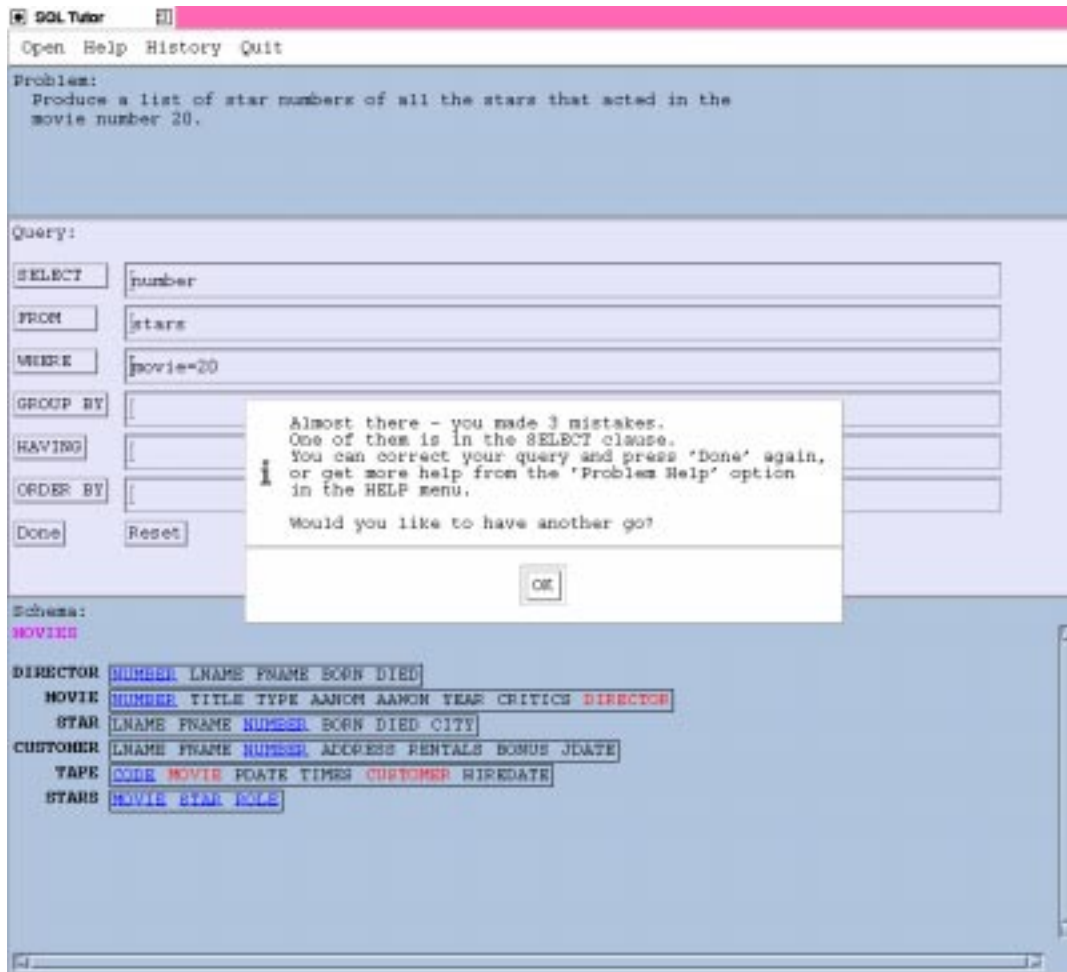 SQL Tutor
Open Help History Quit
Problem:
Produce a list of star numbers of all the stars that acted in the
movie number 20.
Query:
SELECT number
FROM stars
WHERE movie=20
GROUP BY
HAVING
ORDER BY
Done Reset
Almost there - you made 3 mistakes.
One of them is in the SELECT clause.
You can correct your query and press 'Done' again,
or get more help from the 'Problem Help' option
in the HELP menu.
Would you like to have another go?
OK
Schema:
MOVIES
DIRECTOR NUMBER LNAME FNAME BORN DIED
MOVIE NUMBER TITLE TYPE AANOM AANON YEAR CRITICS DIRECTOR
STAR LNAME FNAME NUMBER BORN DIED CITY
CUSTOMER LNAME FNAME NUMBER ADDRESS RENTALS BONUS JDATE
TAPE CODE MOVIE PDATE TIMES CUSTOMER HIREDATE
STARS MOVIE STAR ROLE